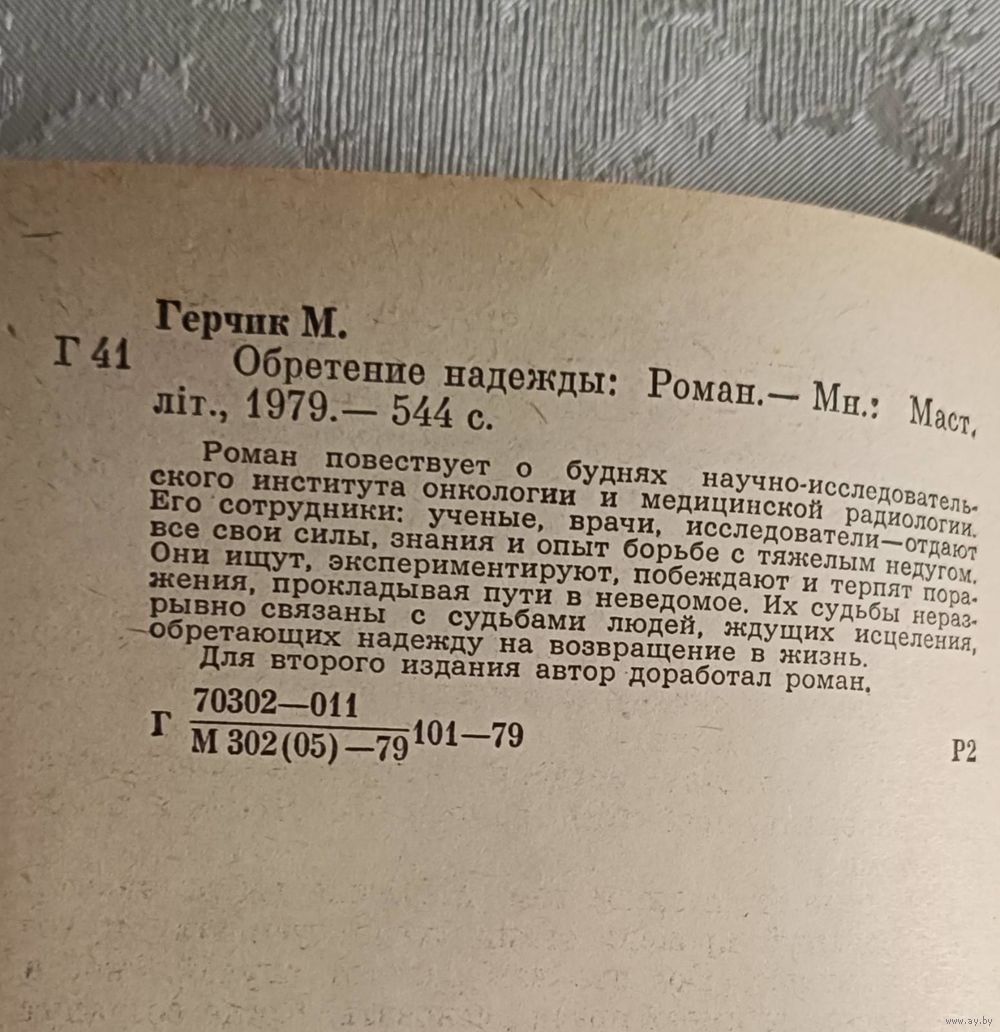 Герчик М.
Г 41
Обретение надежды: Роман.— Мн.: Маст.
літ., 1979.— 544 с.
Роман повествует о буднях научно-исследователь-
ского института онкологии и медицинской радиологии.
Его сотрудники: ученые, врачи, исследователи—отдают
все свои силы, знания и опыт борьбе с тяжелым недугом.
Они ищут, экспериментируют, побеждают и терпят пора-
жения, прокладывая пути в неведомое. Их судьбы нераз-
рывно связаны с судьбами людей, ждущих исцеления,
обретающих надежду на возвращение в жизнь.
Для второго издания автор доработал роман.
70302—011
Г 101—79
М 302(05)—79
Р2
www.ay.by